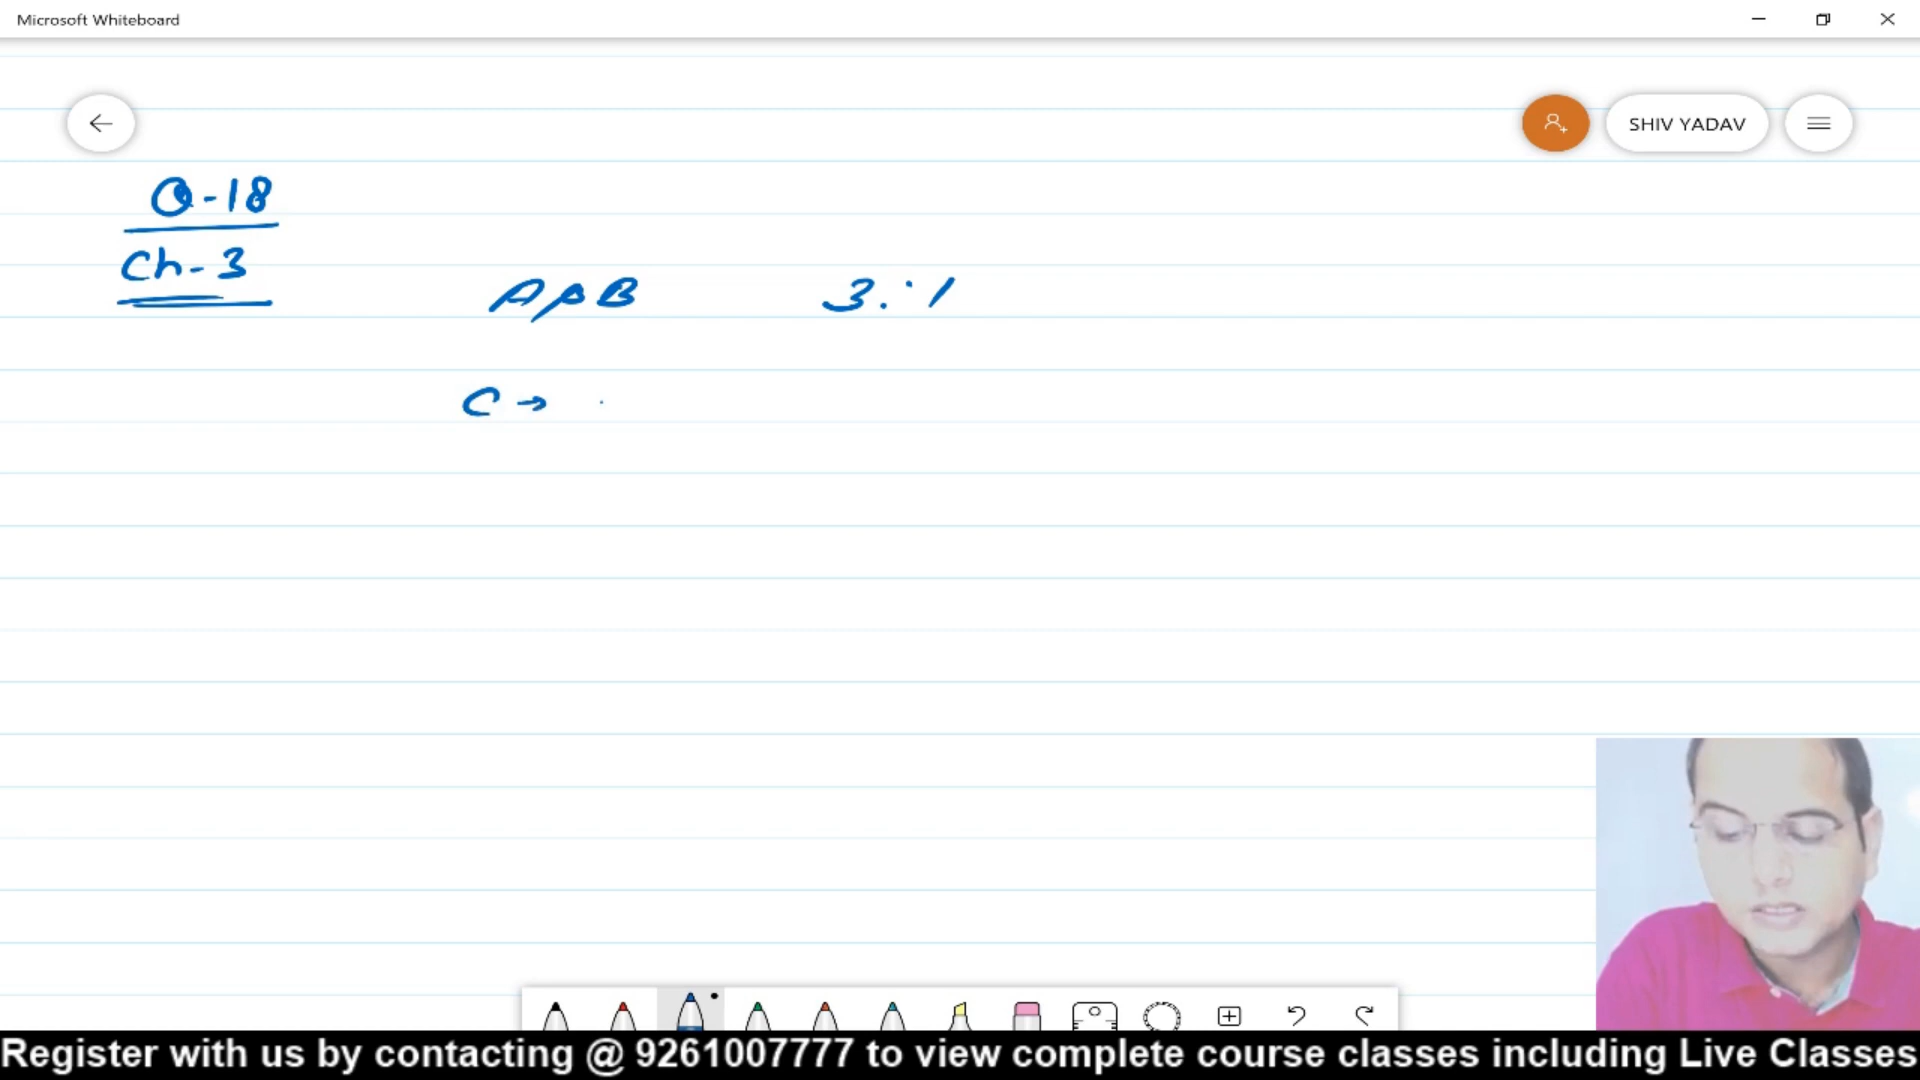 Microsoft Whiteboard
SHIV YADAV
Q-18
Ch-3
A & B 3:1
C →
Register with us by contacting @ 9261007777 to view complete course classes including Live Classes